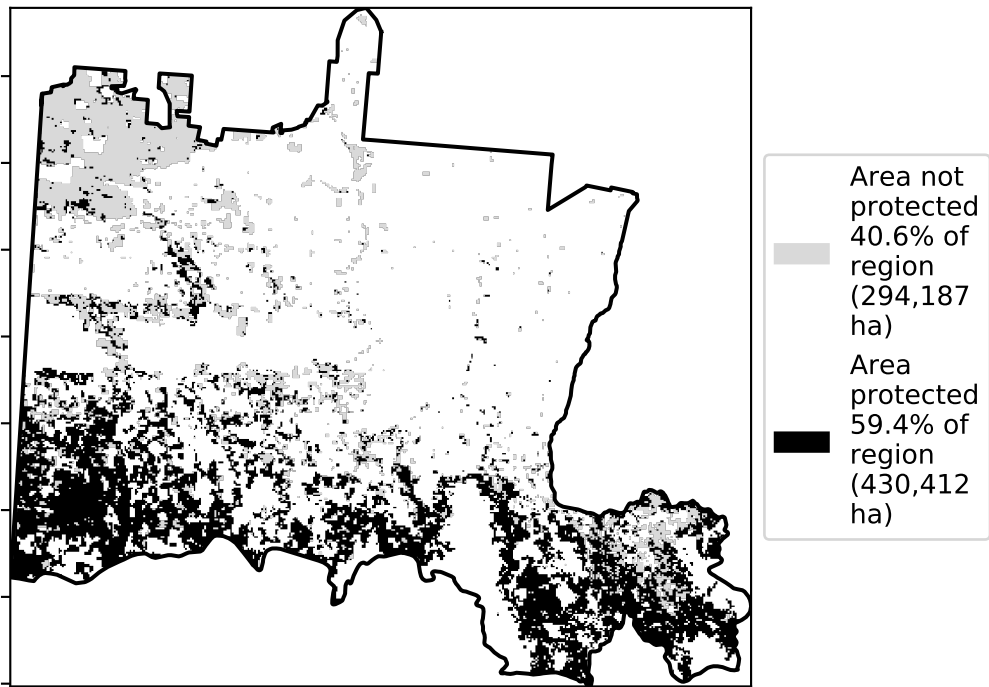 Area not
protected
40.6% of
region
(294,187
ha)
Area
protected
59.4% of
region
(430,412
ha)